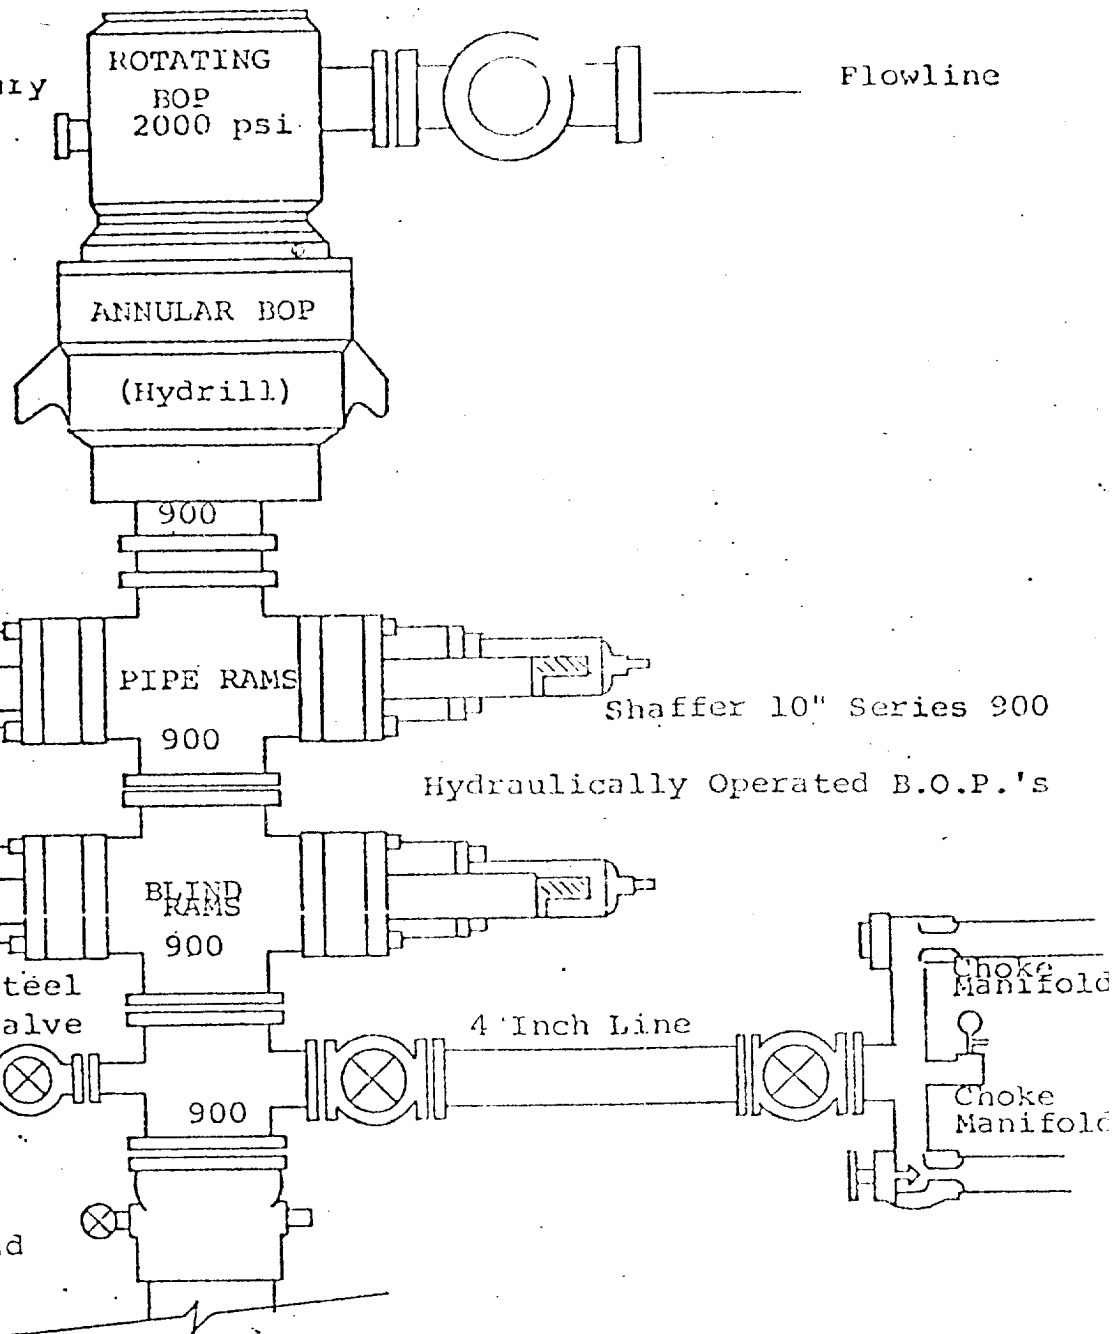 ROTATING
BOP
2000 psi
Flowline
ANNULAR BOP
(Hydrill)
900
PIPE RAMS
900
Shaffer 10" Series 900
Hydraulically Operated B.O.P.'s
BLIND
RAMS
900
Choke
Manifold
4 Inch Line
900
Choke
Manifold